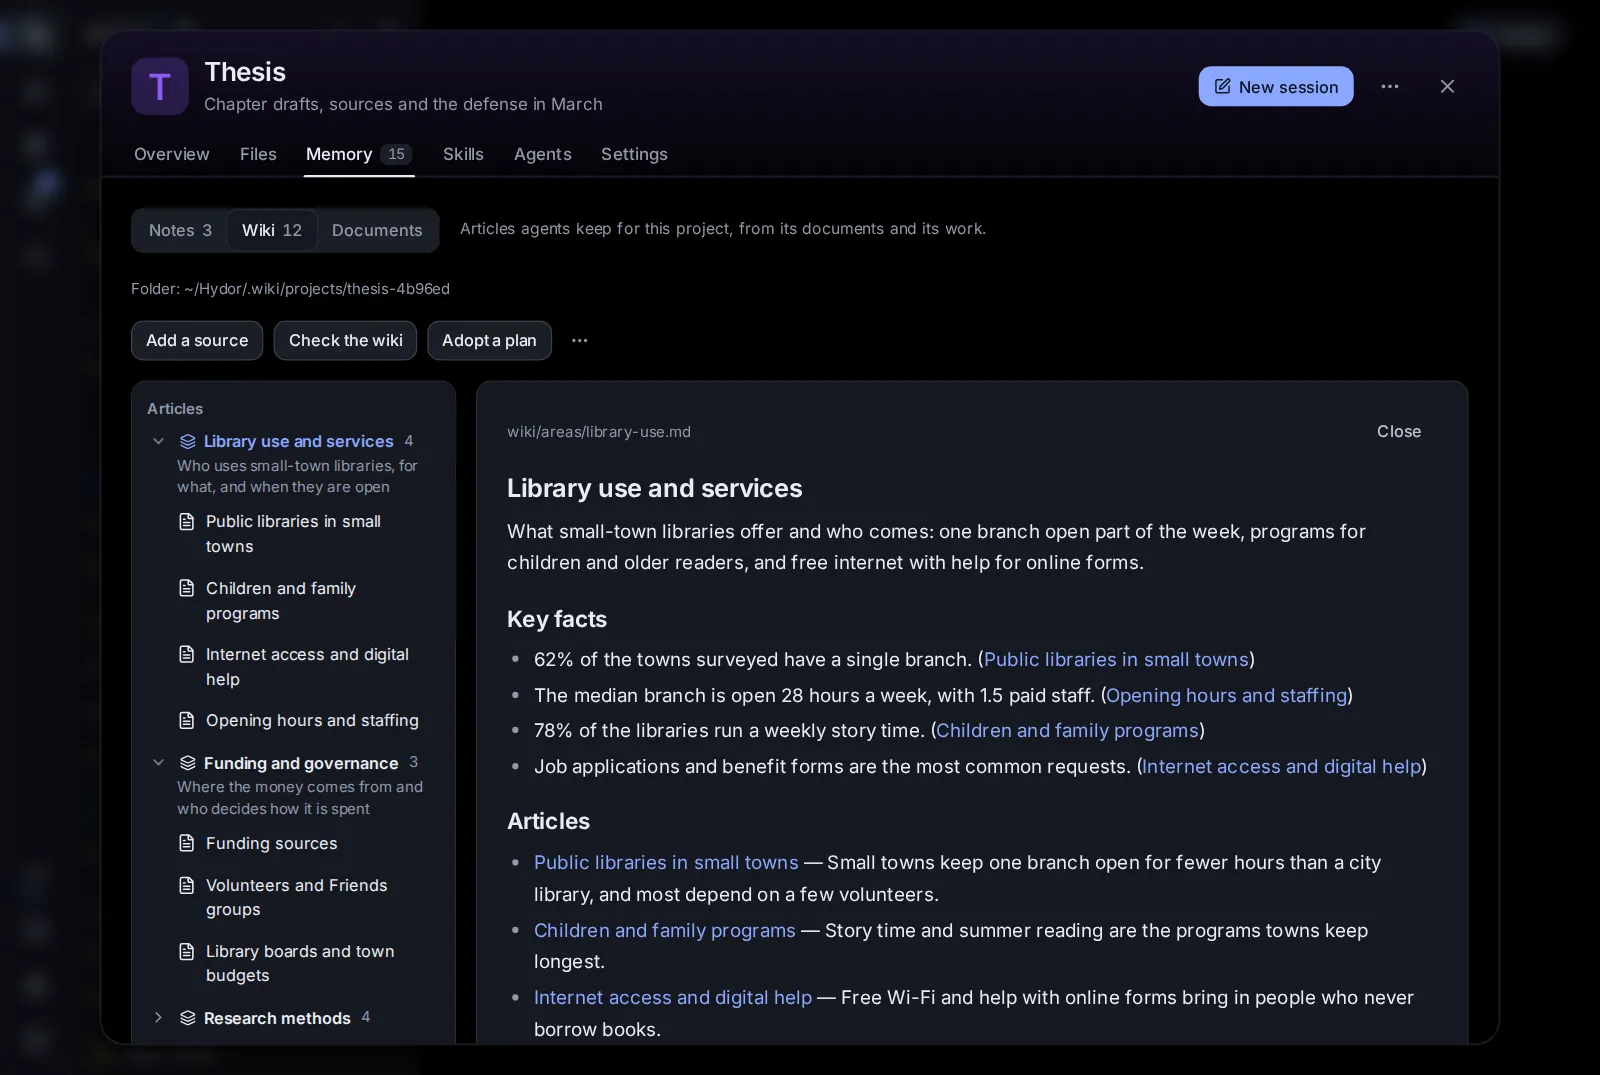 T
Thesis
Chapter drafts, sources and the defense in March
New session
Overview Files Memory 15 Skills Agents Settings
Notes 3 Wiki 12 Documents
Articles agents keep for this project, from its documents and its work.
Folder: ~/Hydor/.wiki/projects/thesis-4b96ed
Add a source Check the wiki Adopt a plan
Articles
Library use and services 4
Who uses small-town libraries, for
what, and when they are open
Public libraries in small
towns
Children and family
programs
Internet access and digital
help
Opening hours and staffing
Funding and governance 3
Where the money comes from and
who decides how it is spent
Funding sources
Volunteers and Friends
groups
Library boards and town
budgets
Research methods 4
wiki/areas/library-use.md
Close
Library use and services
What small-town libraries offer and who comes: one branch open part of the week, programs for
children and older readers, and free internet with help for online forms.
Key facts
• 62% of the towns surveyed have a single branch. (Public libraries in small towns)
• The median branch is open 28 hours a week, with 1.5 paid staff. (Opening hours and staffing)
• 78% of the libraries run a weekly story time. (Children and family programs)
• Job applications and benefit forms are the most common requests. (Internet access and digital help)
Articles
• Public libraries in small towns — Small towns keep one branch open for fewer hours than a city
library, and most depend on a few volunteers.
• Children and family programs — Story time and summer reading are the programs towns keep
longest.
• Internet access and digital help — Free Wi-Fi and help with online forms bring in people who never
borrow books.